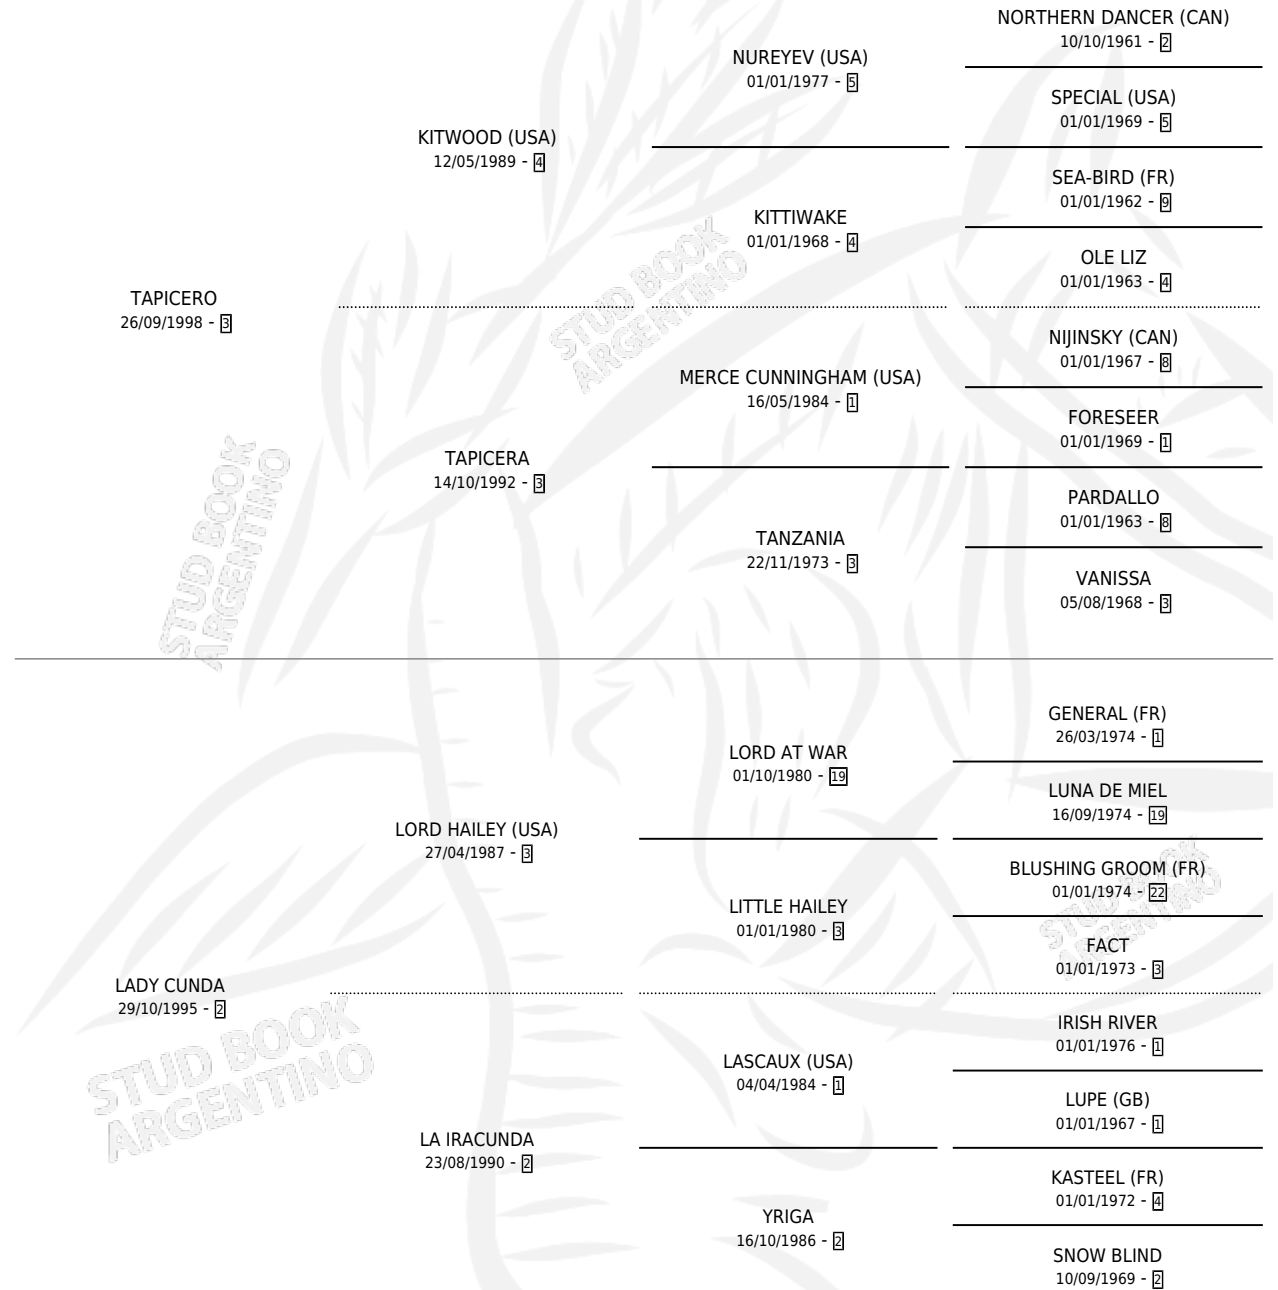 NORTHERN DANCER (CAN)
10/10/1961 - 2
NUREYEV (USA)
01/01/1977 - 5
SPECIAL (USA)
01/01/1969 - 5
KITWOOD (USA)
12/05/1989 - 4
SEA-BIRD (FR)
01/01/1962 - 9
KITTIWAKE
01/01/1968 - 4
OLE LIZ
01/01/1963 - 4
TAPICERO
26/09/1998 - 3
NIJINSKY (CAN)
01/01/1967 - 8
MERCE CUNNINGHAM (USA)
16/05/1984 - 1
FORESEER
01/01/1969 - 1
TAPICERA
14/10/1992 - 3
PARDALLO
01/01/1963 - 8
TANZANIA
22/11/1973 - 3
VANISSA
05/08/1968 - 3
GENERAL (FR)
26/03/1974 - 1
LORD AT WAR
01/10/1980 - 19
LUNA DE MIEL
16/09/1974 - 19
LORD HAILEY (USA)
27/04/1987 - 3
BLUSHING GROOM (FR)
01/01/1974 - 22
LITTLE HAILEY
01/01/1980 - 3
FACT
01/01/1973 - 3
LADY CUNDA
29/10/1995 - 2
IRISH RIVER
01/01/1976 - 1
LASCAUX (USA)
04/04/1984 - 1
LUPE (GB)
01/01/1967 - 1
LA IRACUNDA
23/08/1990 - 2
KASTEEL (FR)
01/01/1972 - 4
YRIGA
16/10/1986 - 2
SNOW BLIND
10/09/1969 - 2
STUD BOOK
ARGENTINO
STUD BOOK
ARGENTINO
STUD BOOK
ARGENTINO
STUD BOOK
ARGENTINO